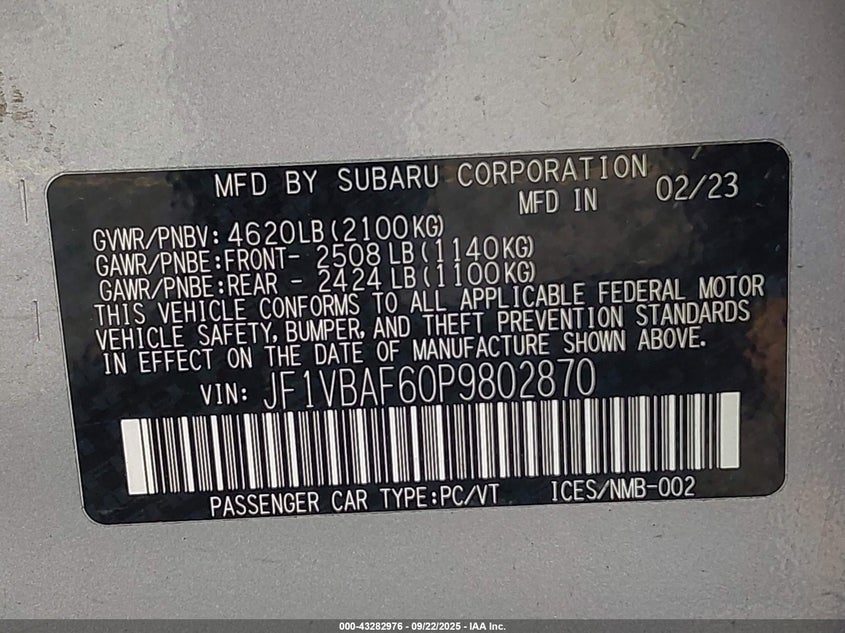 MFD BY SUBARU CORPORATION
MFD IN 02/23
GVWR/PNBV: 4620LB(2100KG)
GAWR/PNBE:FRONT- 2508 LB(1140KG)
GAWR/PNBE:REAR - 2424 LB(1100KG)
THIS VEHICLE CONFORMS TO ALL APPLICABLE FEDERAL MOTOR
VEHICLE SAFETY, BUMPER, AND THEFT PREVENTION STANDARDS
IN EFFECT ON THE DATE OF MANUFACTURE SHOWN ABOVE.
VIN: JF1VBAF60P9802870
PASSENGER CAR TYPE:PC/VT ICES/NMB-002
000-43282976 - 09/22/2025 - IAA Inc.